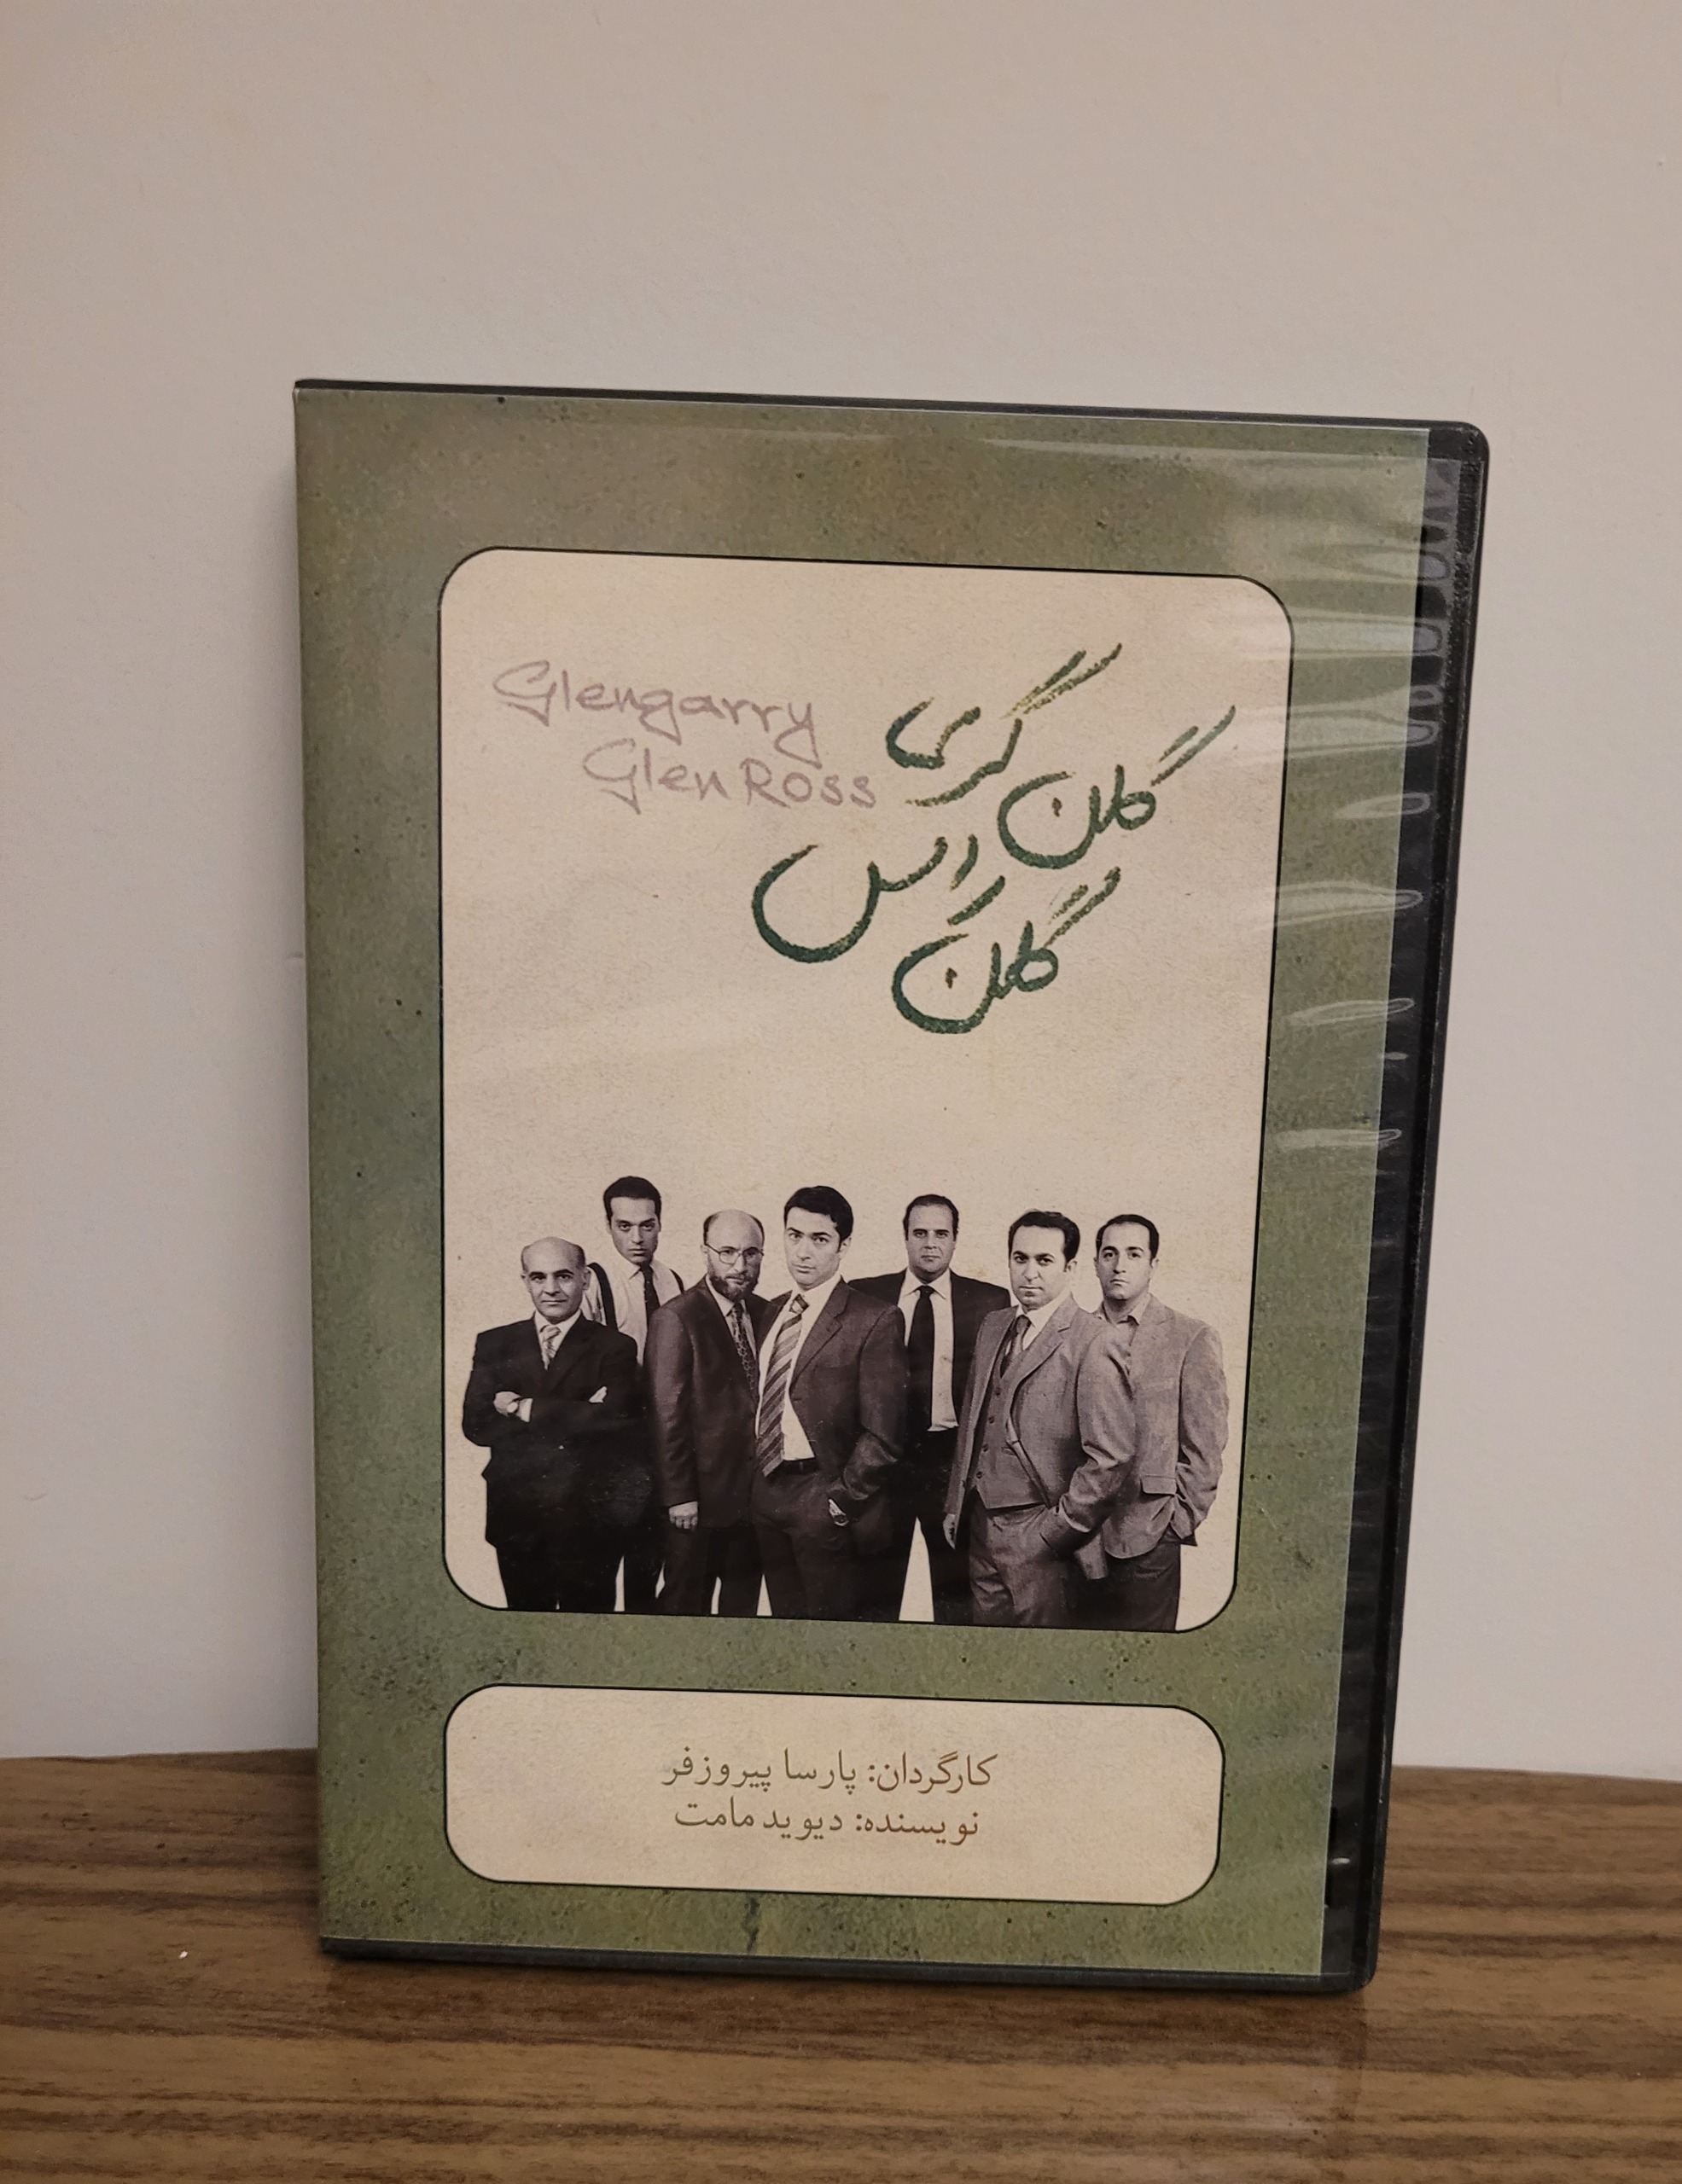 Glengarry
Glen Ross
گلن گری
گلن راس
کارگردان: پارسا پیروزفر
نویسنده: دیوید مامت